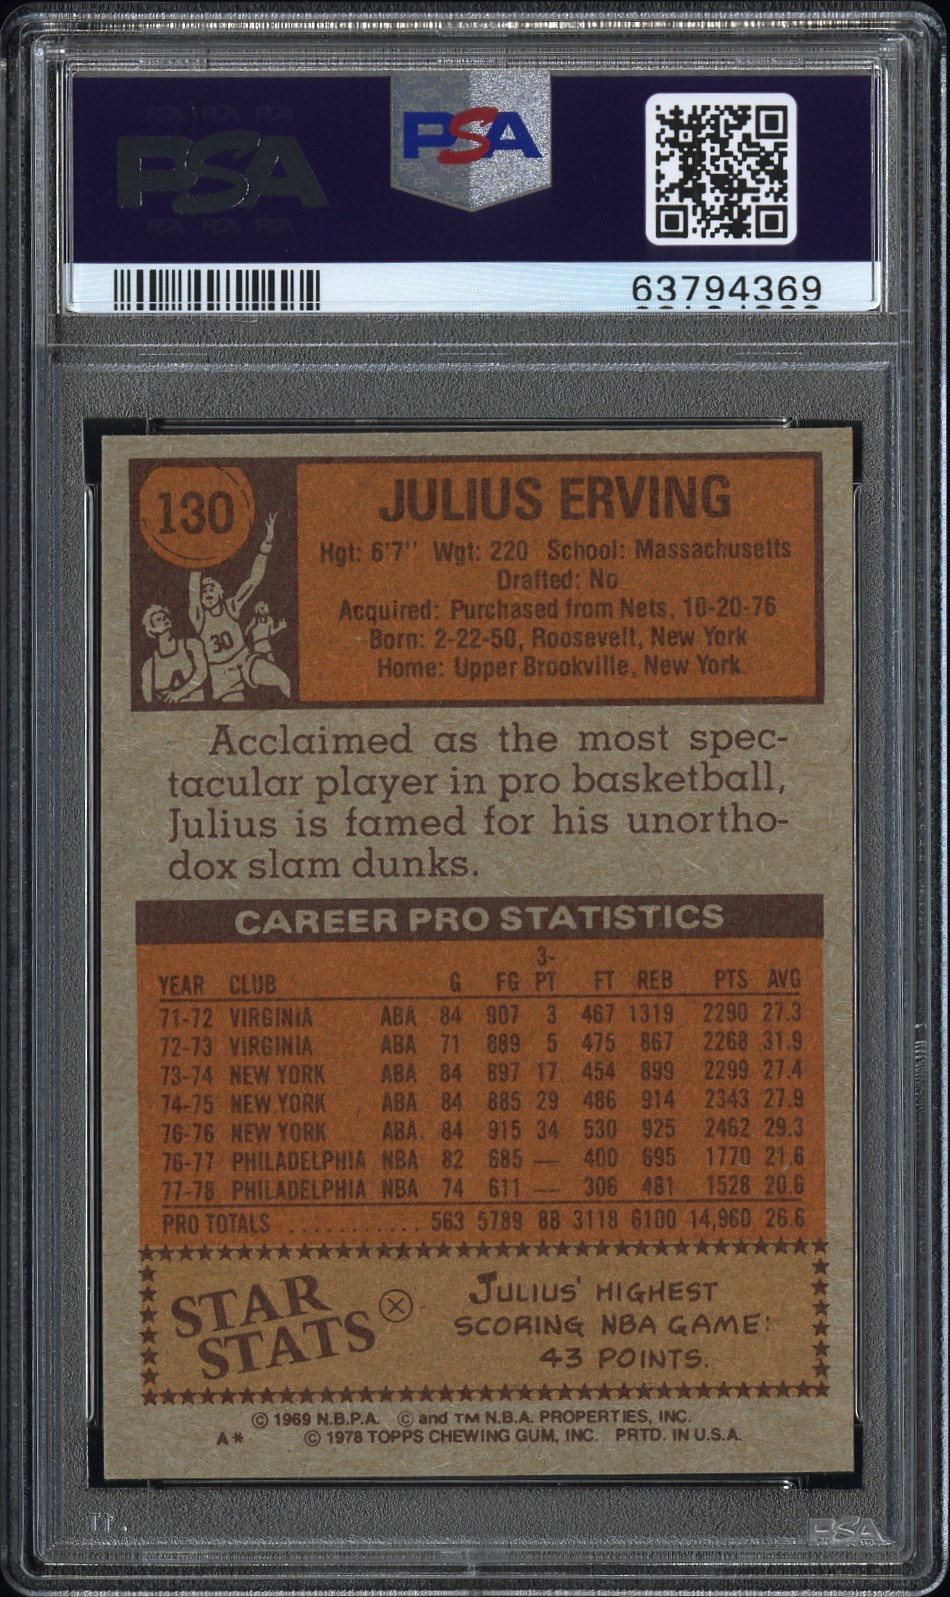 PSA PSA PSA
PSA
PSA PSA PSA
PSA
63794369
130
JULIUS ERVING
Hgt: 6'7" Wgt: 220 School: Massachusetts
Drafted: No
Acquired: Purchased from Nets, 10-20-76
Born: 2-22-50, Roosevelt, New York
Home: Upper Brookville, New York
30
Acclaimed as the most spec-
tacular player in pro basketball,
Julius is famed for his unortho-
dox slam dunks.
CAREER PRO STATISTICS
YEAR CLUB G FG 3-PT FT REB PTS AVG
71-72 VIRGINIA ABA 84 907 3 467 1319 2290 27.3
72-73 VIRGINIA ABA 71 889 5 475 867 2268 31.9
73-74 NEW YORK ABA 84 897 17 454 899 2299 27.4
74-75 NEW YORK ABA 84 885 29 486 914 2343 27.9
76-76 NEW YORK ABA 84 915 34 530 925 2462 29.3
76-77 PHILADELPHIA NBA 82 685 — 400 695 1770 21.6
77-78 PHILADELPHIA NBA 74 611 — 306 481 1528 20.6
PRO TOTALS ............ 563 5789 88 3118 6100 14,960 26.6
STAR
STATS
JULIUS' HIGHEST
SCORING NBA GAME:
43 POINTS.
© 1969 N.B.P.A. © and TM N.B.A. PROPERTIES, INC.
A* © 1978 TOPPS CHEWING GUM, INC. PRTD. IN U.S.A.
PSA